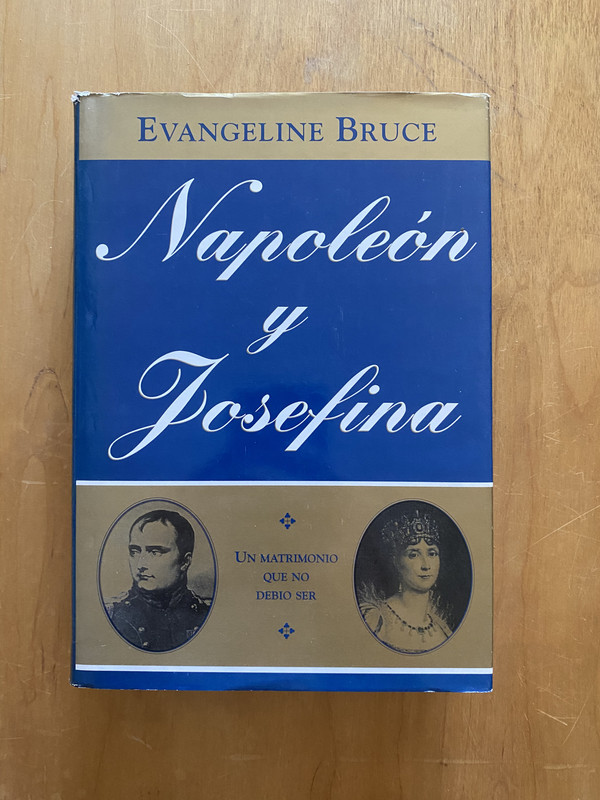 EVANGELINE BRUCE
Napoleón
y
Josefina
UN MATRIMONIO
QUE NO
DEBIO SER